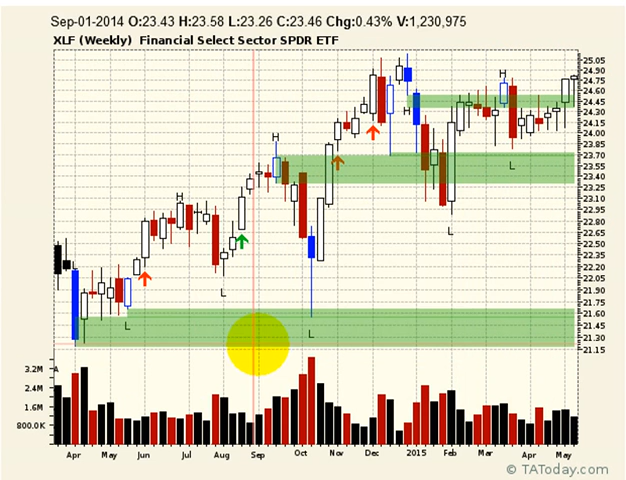 Sep-01-2014 O:23.43 H:23.58 L:23.26 C:23.46 Chg:0.43% V:1,230,975
XLF (Weekly) Financial Select Sector SPDR ETF
25.05
24.90
24.75
24.60
24.45
24.30
24.15
24.00
23.85
23.70
23.55
23.40
23.25
23.10
22.95
22.80
22.65
22.50
22.35
22.20
22.05
21.90
21.75
21.60
21.45
21.30
21.15
H
H
H
H
L
L
L
L
L
L
A
3.2M
2.4M
1.6M
800.0K
Apr May Jun Jul Aug Sep Oct Nov Dec 2015 Feb Mar Apr May
© TAToday.com